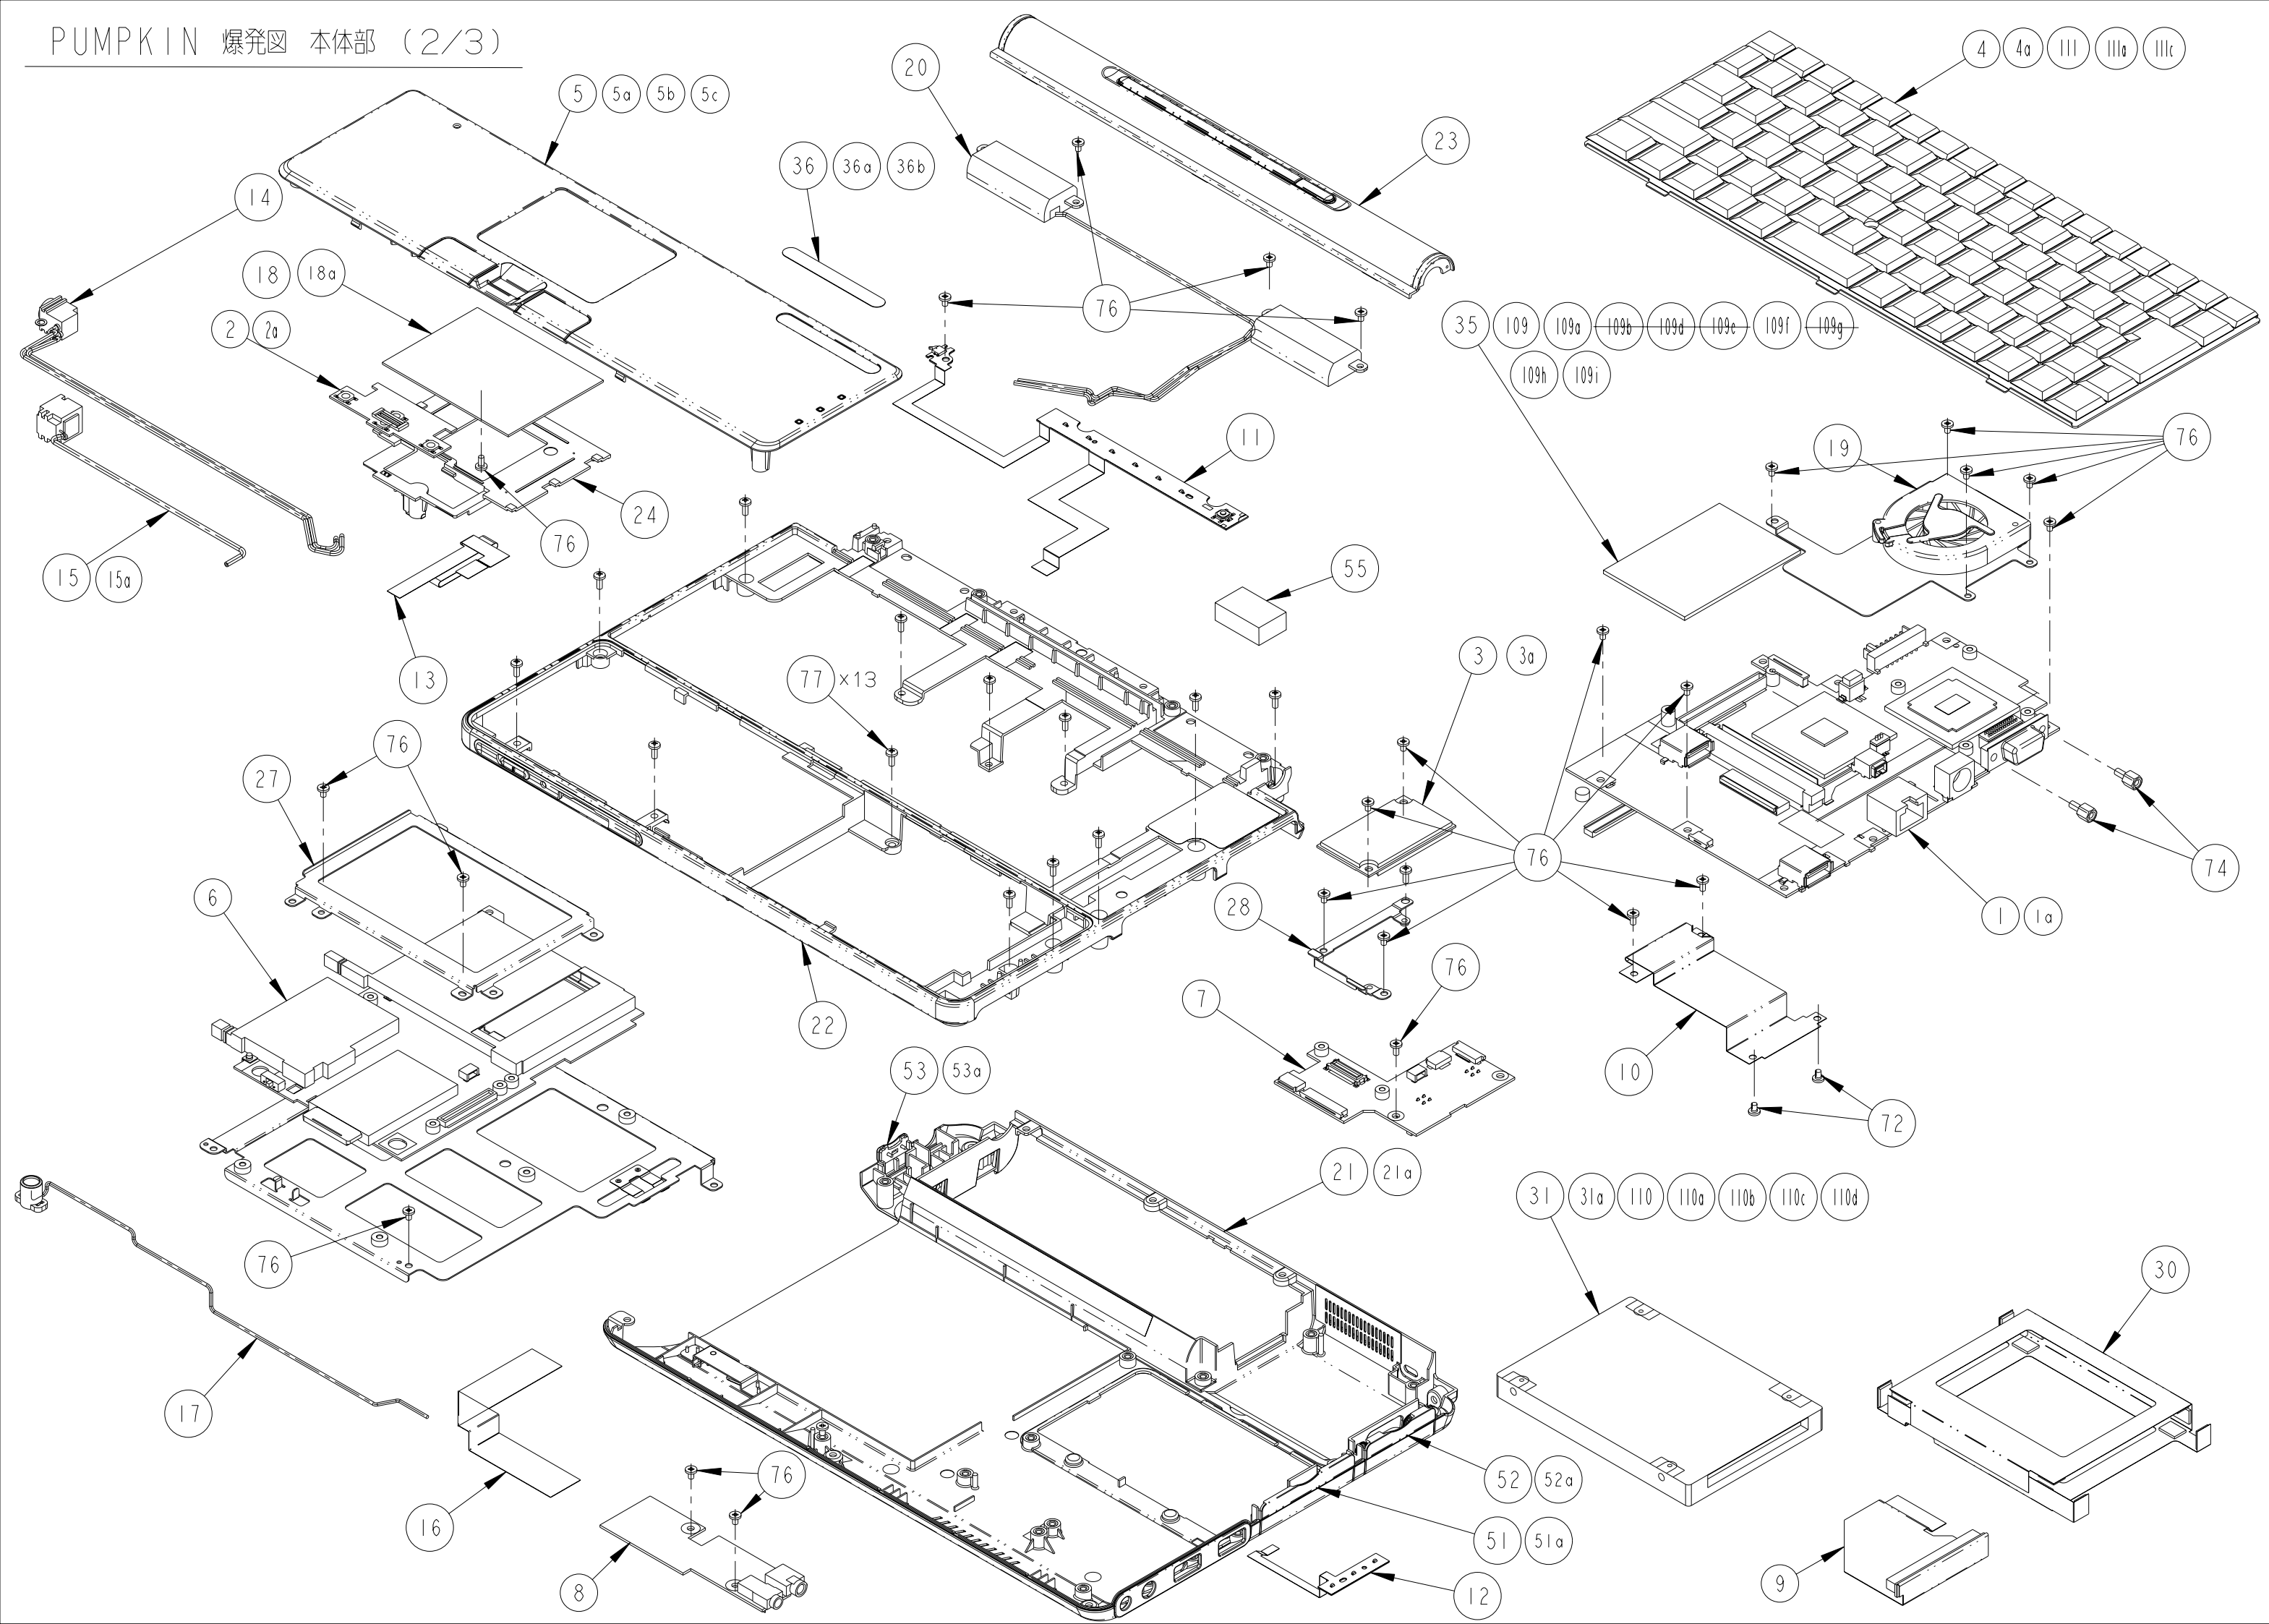 PUMPKIN 爆発図 本体部 (2/3)
5 5a 5b 5c
20
4 4a 111 111a 111c
36 36a 36b
23
14
18 18a
76
2 2a
35 109 109a 109b 109d 109e 109f 109g
109h 109i
11
19
76
24
76
15 15a
55
13
3 3a
77 ×13
76
27
76
74
6
28
1 1a
76
7
22
10
53 53a
72
21 21a
31 31a 110 110a 110b 110c 110d
76
30
17
76
52 52a
16
51 51a
8
12
9